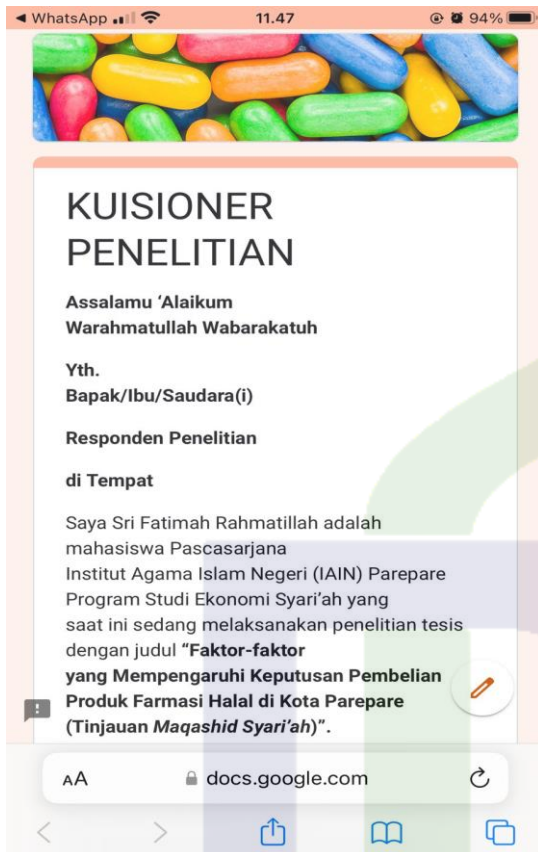 WhatsApp
11.47
94%
KUISIONER
PENELITIAN
Assalamu ‘Alaikum
Warahmatullah Wabarakatuh
Yth.
Bapak/Ibu/Saudara(i)
Responden Penelitian
di Tempat
Saya Sri Fatimah Rahmatillah adalah
mahasiswa Pascasarjana
Institut Agama Islam Negeri (IAIN) Parepare
Program Studi Ekonomi Syari’ah yang
saat ini sedang melaksanakan penelitian tesis
dengan judul “Faktor-faktor
yang Mempengaruhi Keputusan Pembelian
Produk Farmasi Halal di Kota Parepare
(Tinjauan Maqashid Syari’ah)”.
AA docs.google.com